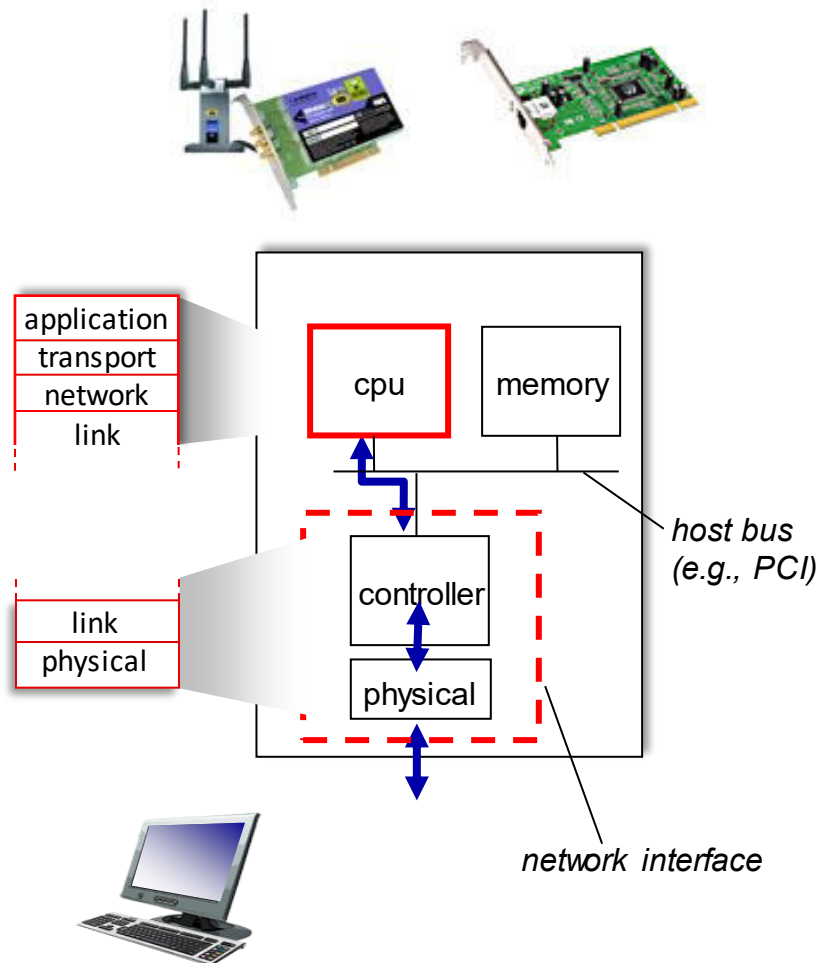 application
transport
network
link
cpu
memory
host bus
(e.g., PCI)
controller
link
physical
physical
network interface